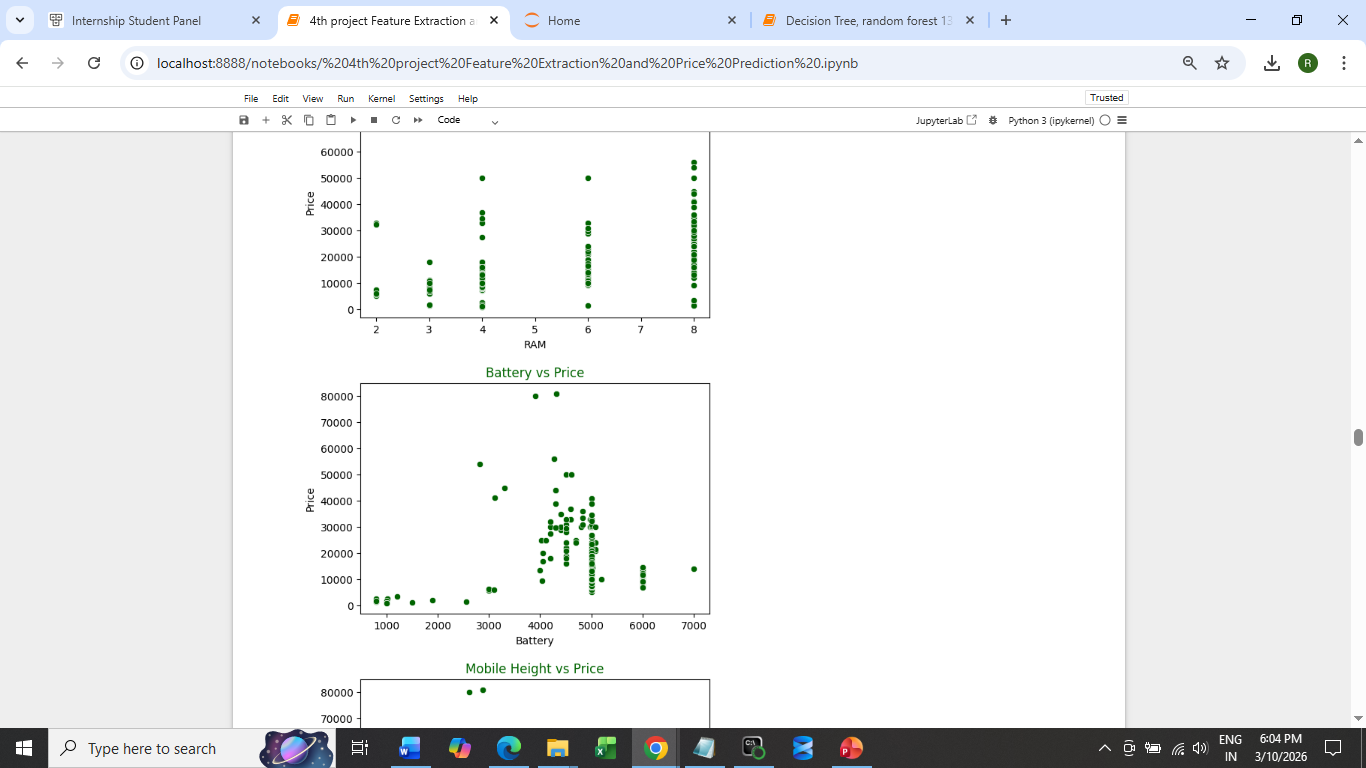 Internship Student Panel
4th project Feature Extraction a
Home
Decision Tree, random forest 13
localhost:8888/notebooks/%204th%20project%20Feature%20Extraction%20and%20Price%20Prediction%20.ipynb
R
File Edit View Run Kernel Settings Help
Trusted
Code
JupyterLab
Python 3 (ipykernel)
60000
50000
40000
30000
20000
10000
0
Price
2 3 4 5 6 7 8
RAM
Battery vs Price
80000
70000
60000
50000
40000
30000
20000
10000
0
Price
1000 2000 3000 4000 5000 6000 7000
Battery
Mobile Height vs Price
80000
70000
Type here to search
ENG
IN
6:04 PM
3/10/2026